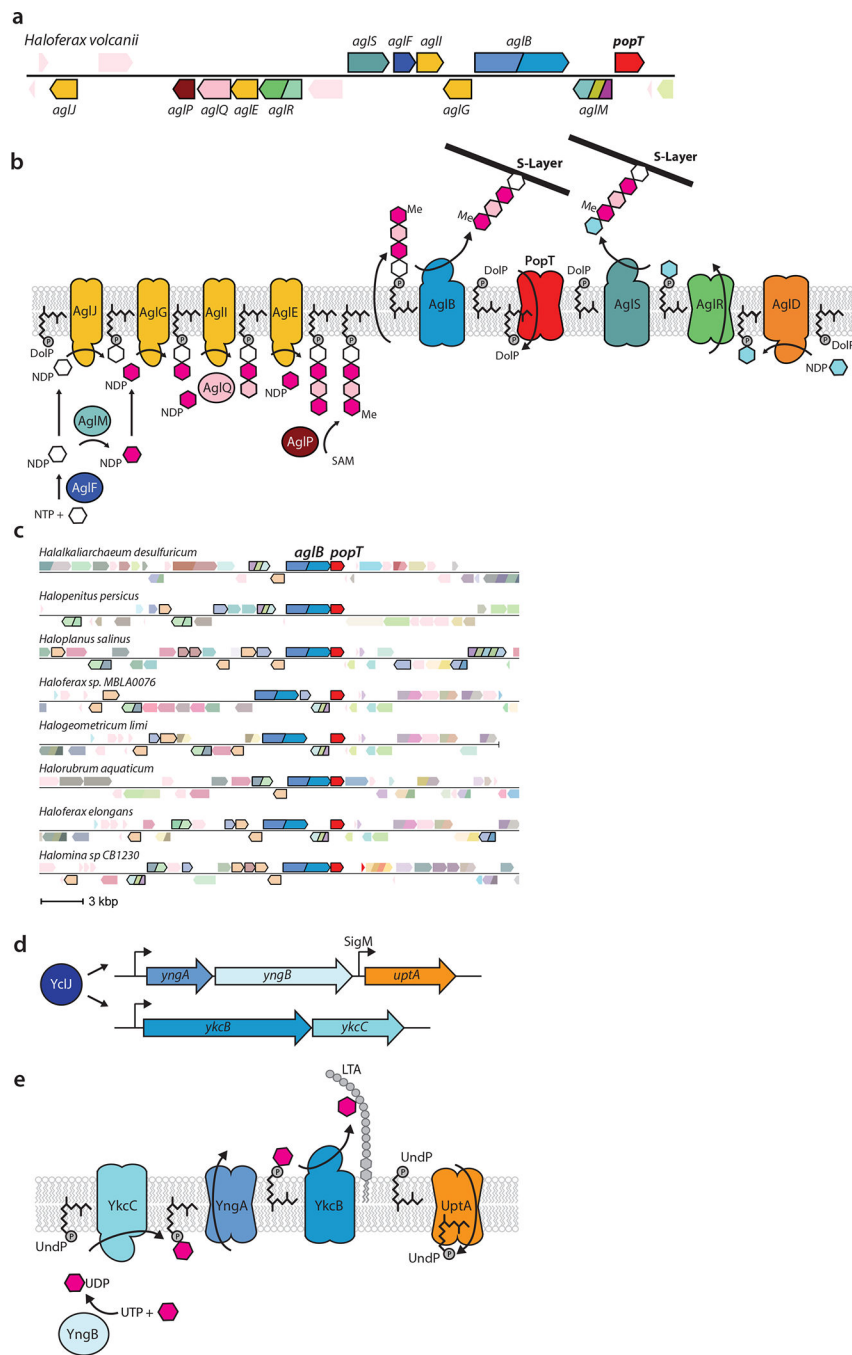 a
Haloferax volcanii
aglS aglF aglI aglB popT
aglJ aglP aglQ aglE aglR aglG aglM
b
S-Layer S-Layer
Me
Me
Me
P
AglJ AglG AglI AglE
P P P P P P
DolP
NDP NDP NDP AglQ NDP
Me
AglM
AglP
SAM
NDP NDP
AglF
NTP +
AglB
DolP PopT DolP
P P P P
AglS AglR AglD
P P P
DolP DolP
NDP
c
aglB popT
Halalkaliarchaeum desulfuricum
Halopenitus persicus
Haloplanus salinus
Haloferax sp. MBLA0076
Halogeometricum limi
Halorubrum aquaticum
Haloferax elongans
Halomina sp CB1230
3 kbp
d
SigM
YclJ
yngA yngB uptA
ykcB ykcC
e
LTA
UndP
P P
YkcC YngA YkcB UptA
P P P
UndP UndP
UDP
UTP +
YngB